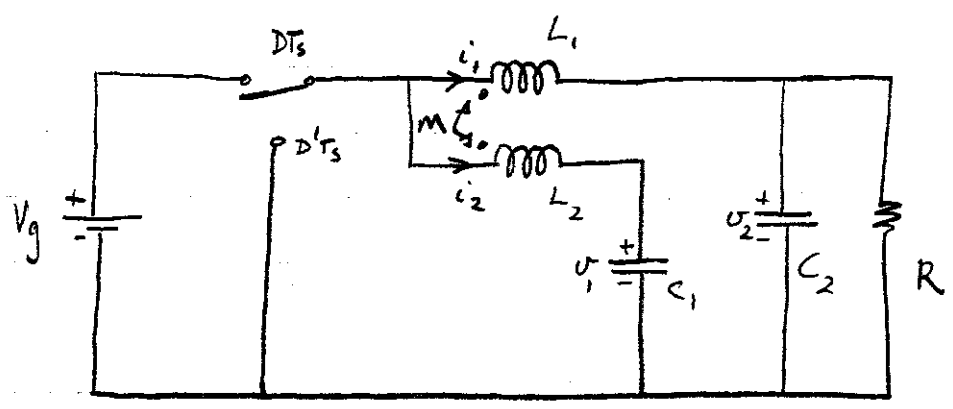 DTs
i₁
L₁
M
D'Ts
i₂
L₂
Vg
+
-
v₁
+
-
C₁
v₂
+
-
C₂
R